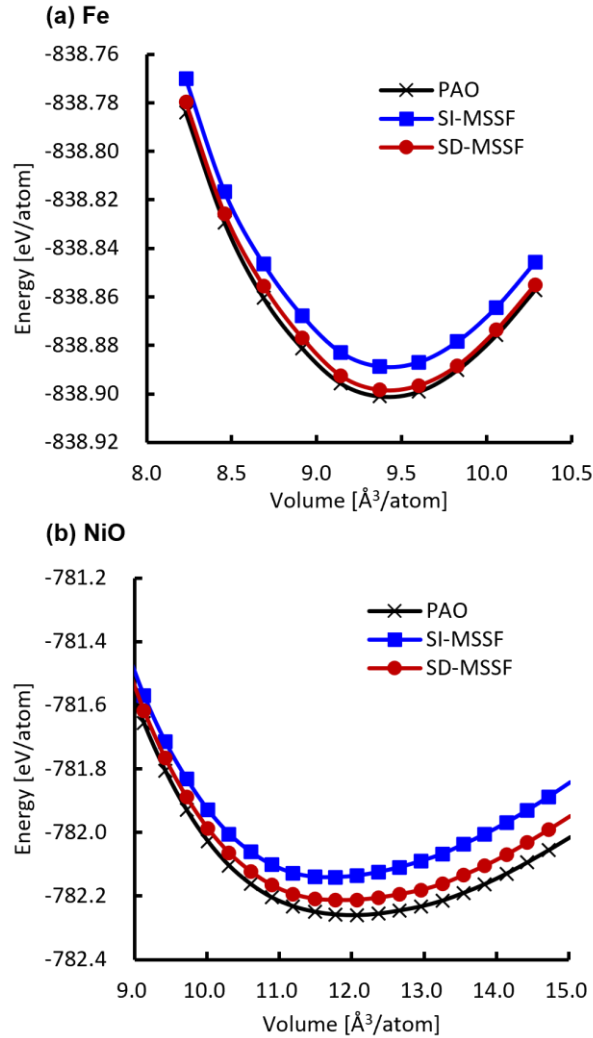 (a) Fe
-838.76
-838.78
-838.80
-838.82
-838.84
-838.86
-838.88
-838.90
-838.92
Energy [eV/atom]
PAO
SI-MSSF
SD-MSSF
8.0 8.5 9.0 9.5 10.0 10.5
Volume [Å³/atom]
(b) NiO
-781.2
-781.4
-781.6
-781.8
-782.0
-782.2
-782.4
Energy [eV/atom]
PAO
SI-MSSF
SD-MSSF
9.0 10.0 11.0 12.0 13.0 14.0 15.0
Volume [Å³/atom]